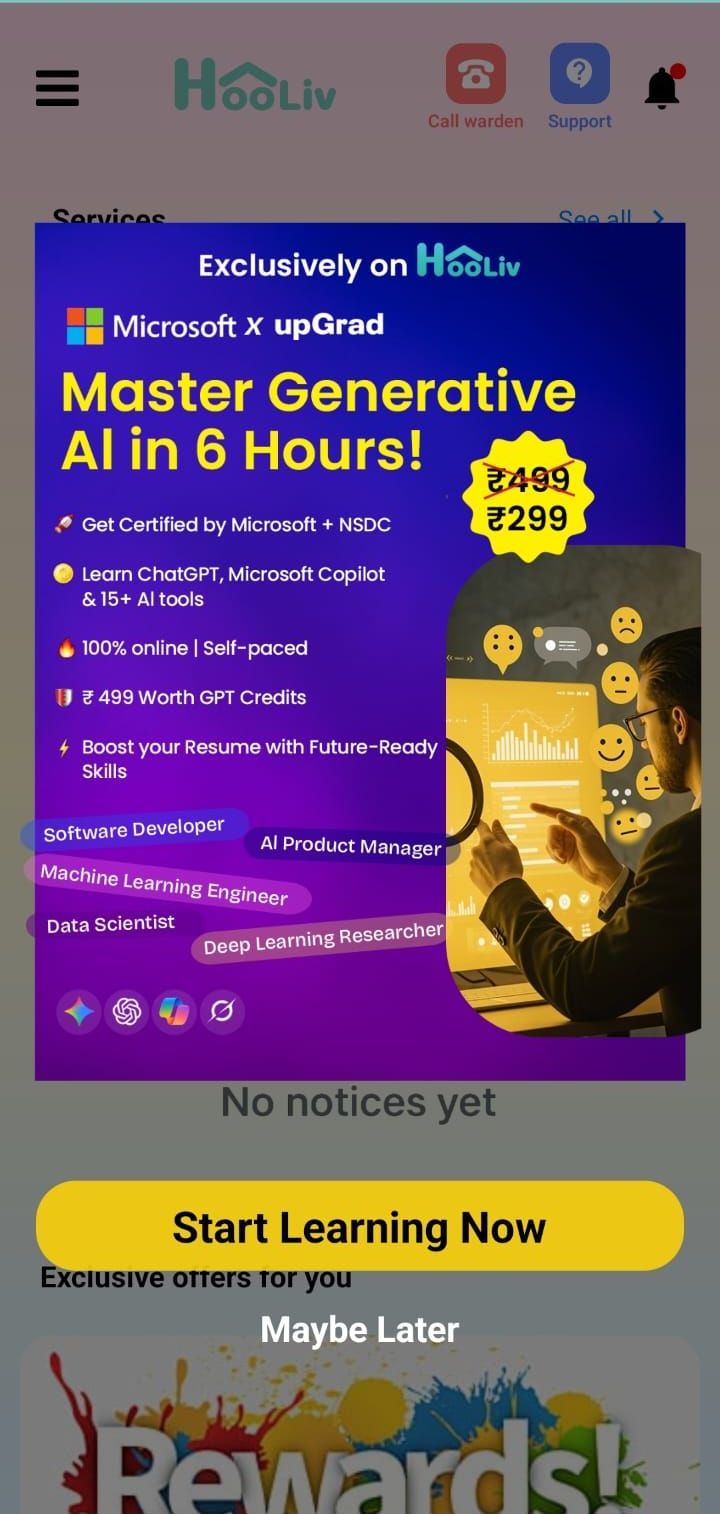 HooLiv
Call warden
Support
Services
See all
Exclusively on HooLiv
Microsoft x upGrad
Master Generative
AI in 6 Hours!
₹499
₹299
🚀 Get Certified by Microsoft + NSDC
Learn ChatGPT, Microsoft Copilot
& 15+ AI tools
🔥 100% online | Self-paced
₹ 499 Worth GPT Credits
⚡ Boost your Resume with Future-Ready
Skills
Software Developer
AI Product Manager
Machine Learning Engineer
Data Scientist
Deep Learning Researcher
No notices yet
Start Learning Now
Exclusive offers for you
Maybe Later
Rewards!